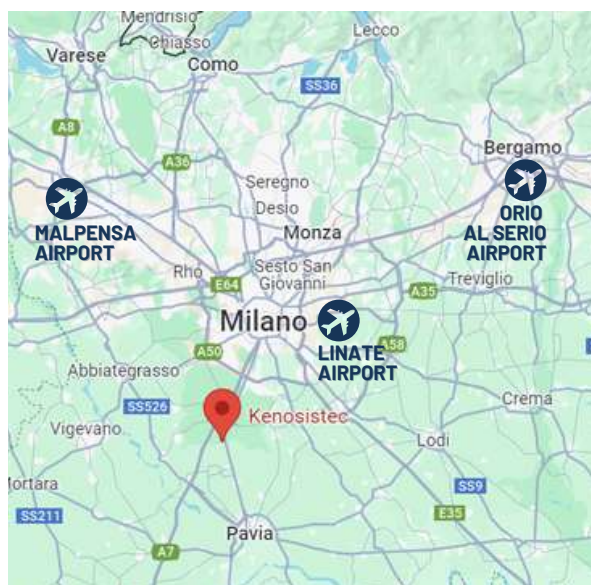 Mendrisio
Chiasso
Lecco
Varese
Como
SS36
A8
Bergamo
A36
Seregno
Desio
MALPENSA
AIRPORT
ORIO
AL SERIO
AIRPORT
Monza
Rho
Sesto San
Giovanni
E64
Treviglio
A35
Milano
LINATE
AIRPORT
A50
A58
Abbiategrasso
SS526
Kenosistec
Crema
Vigevano
Lodi
Mortara
SS9
SS211
E35
Pavia
A7